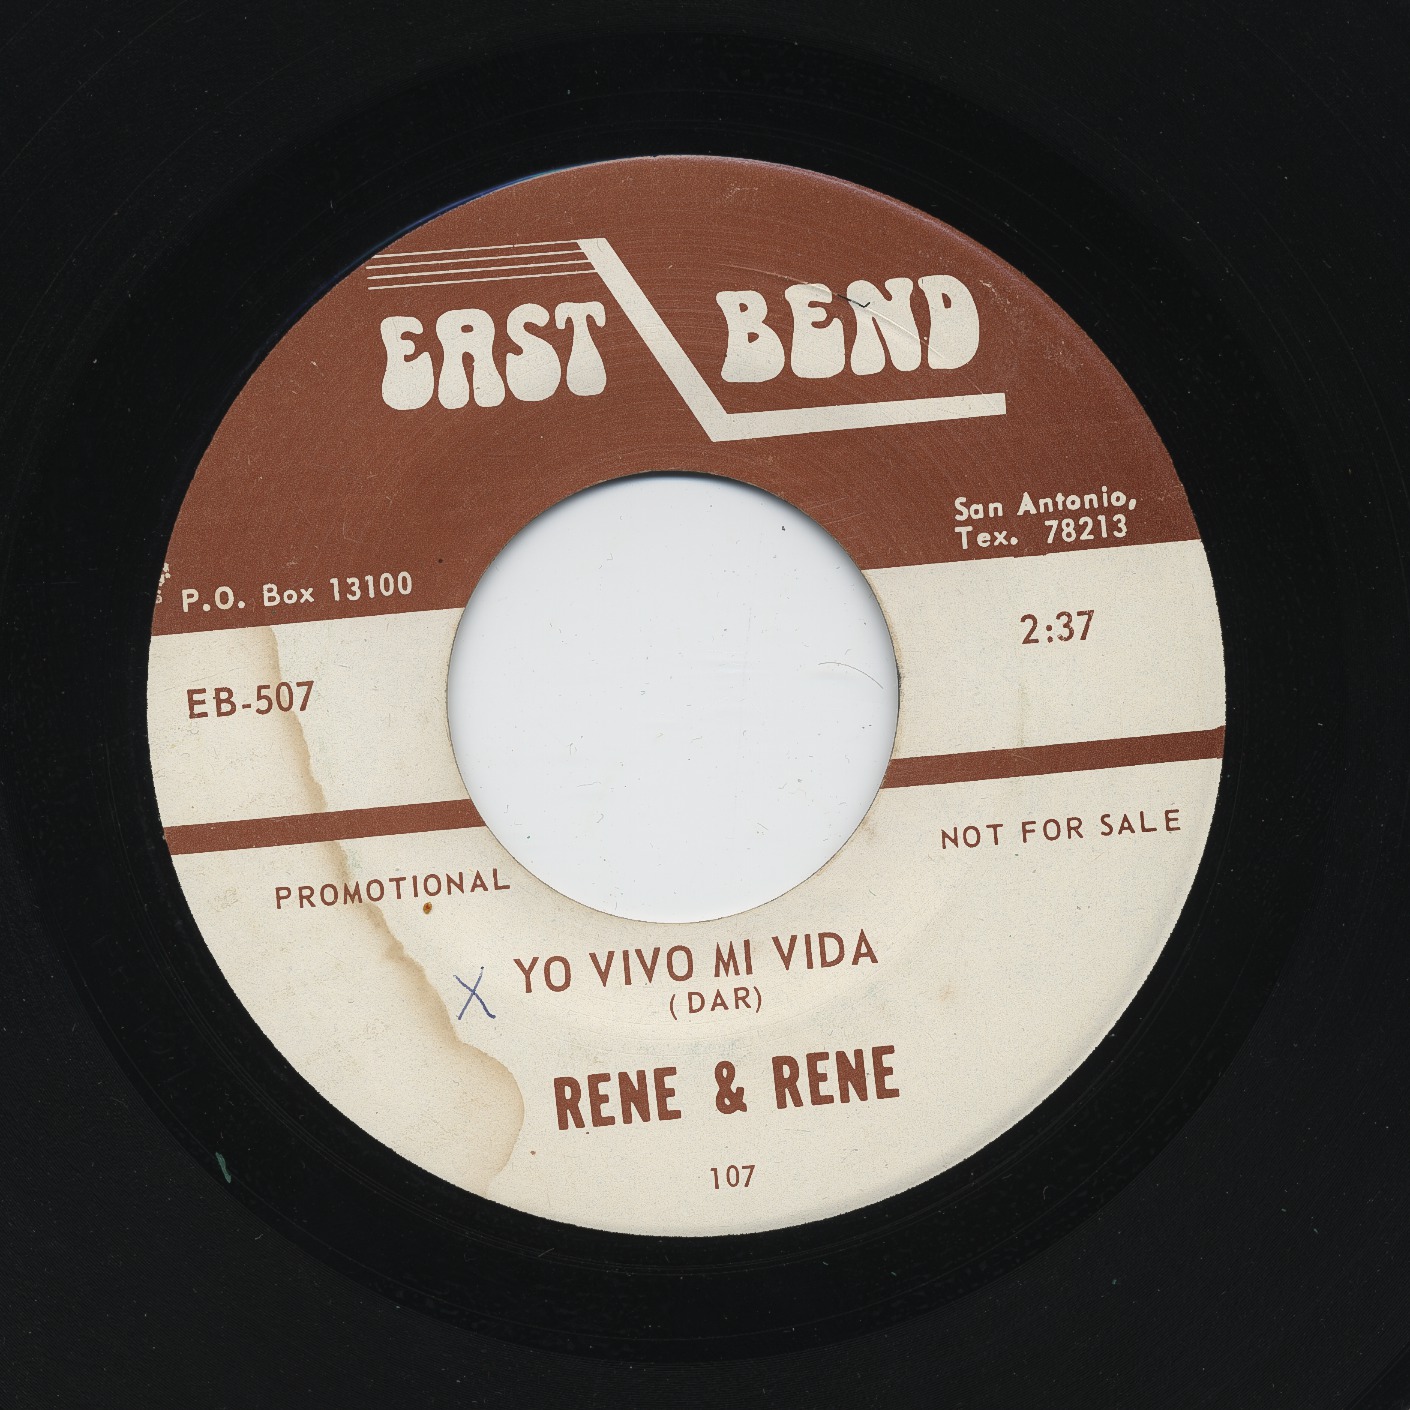 EAST BEND
San Antonio,
Tex. 78213
P.O. Box 13100
2:37
EB-507
NOT FOR SALE
PROMOTIONAL
X YO VIVO MI VIDA
(DAR)
RENE & RENE
107